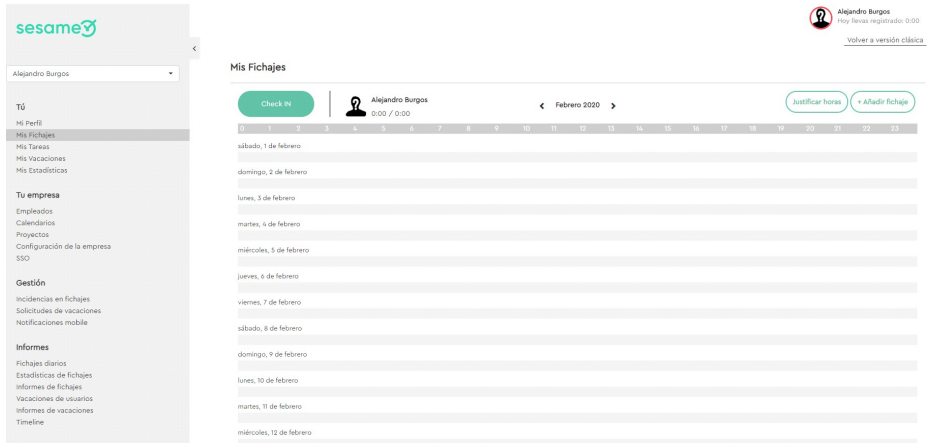 sesame
Alejandro Burgos
Hoy llevas registrado: 0:00
Volver a versión clásica
Alejandro Burgos
Tú
Mi Perfil
Mis Fichajes
Mis Tareas
Mis Vacaciones
Mis Estadísticas
Tu empresa
Empleados
Calendarios
Proyectos
Configuración de la empresa
SSO
Gestión
Incidencias en fichajes
Solicitudes de vacaciones
Notificaciones mobile
Informes
Fichajes diarios
Estadísticas de fichajes
Informes de fichajes
Vacaciones de usuarios
Informes de vacaciones
Timeline
Mis Fichajes
Check IN
Alejandro Burgos
0:00 / 0:00
Febrero 2020
Justificar horas
+ Añadir fichaje
0 1 2 3 4 5 6 7 8 9 10 11 12 13 14 15 16 17 18 19 20 21 22 23
sábado, 1 de febrero
domingo, 2 de febrero
lunes, 3 de febrero
martes, 4 de febrero
miércoles, 5 de febrero
jueves, 6 de febrero
viernes, 7 de febrero
sábado, 8 de febrero
domingo, 9 de febrero
lunes, 10 de febrero
martes, 11 de febrero
miércoles, 12 de febrero